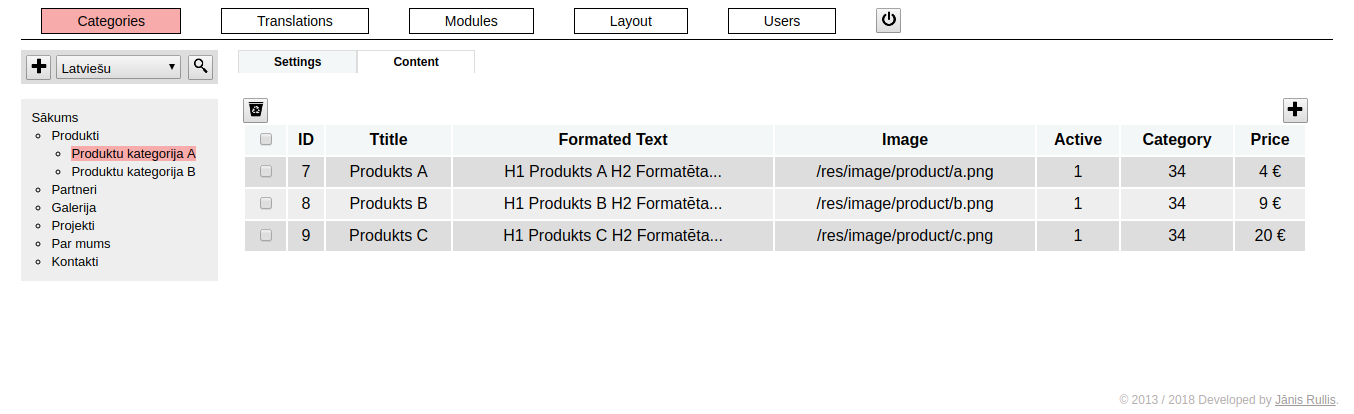 Categories Translations Modules Layout Users
Latviešu
Settings Content
Sākums
Produkti
Produktu kategorija A
Produktu kategorija B
Partneri
Galerija
Projekti
Par mums
Kontakti
ID Ttitle Formated Text Image Active Category Price
7 Produkts A H1 Produkts A H2 Formatēta... /res/image/product/a.png 1 34 4 €
8 Produkts B H1 Produkts B H2 Formatēta... /res/image/product/b.png 1 34 9 €
9 Produkts C H1 Produkts C H2 Formatēta... /res/image/product/c.png 1 34 20 €
© 2013 / 2018 Developed by Jānis Rullis.